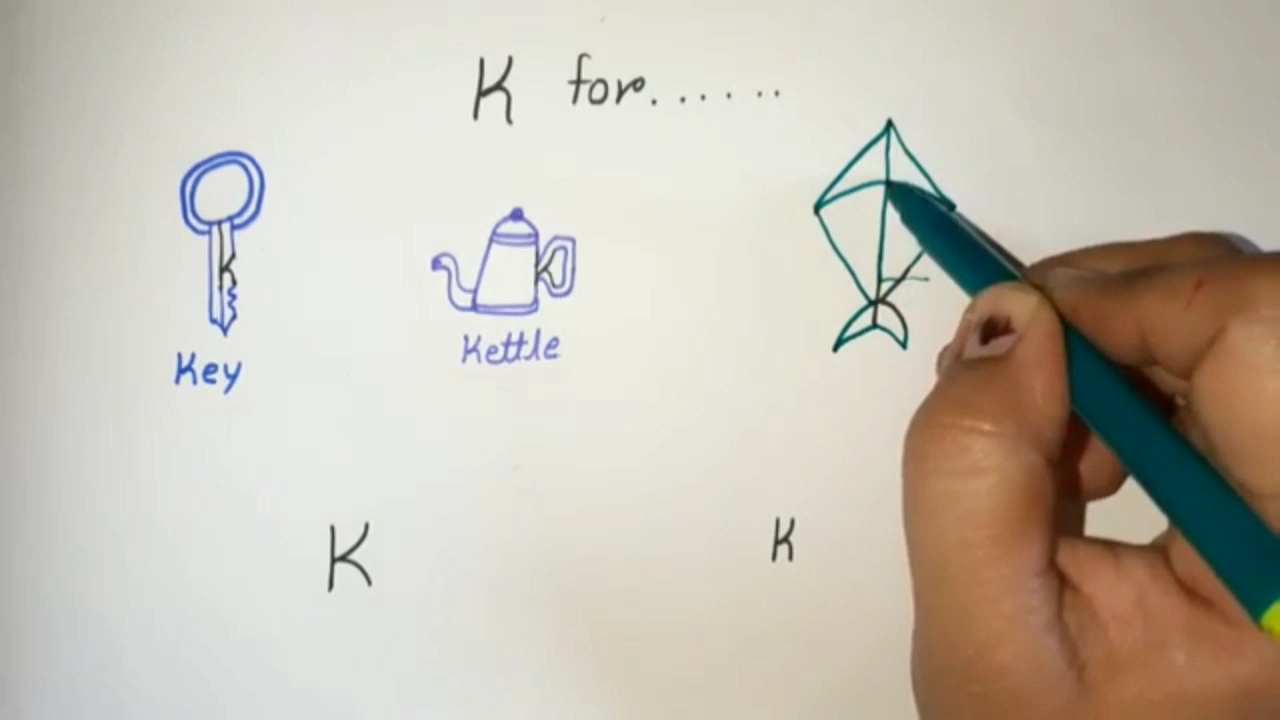 K for......
K
K
Key
Kettle
K K